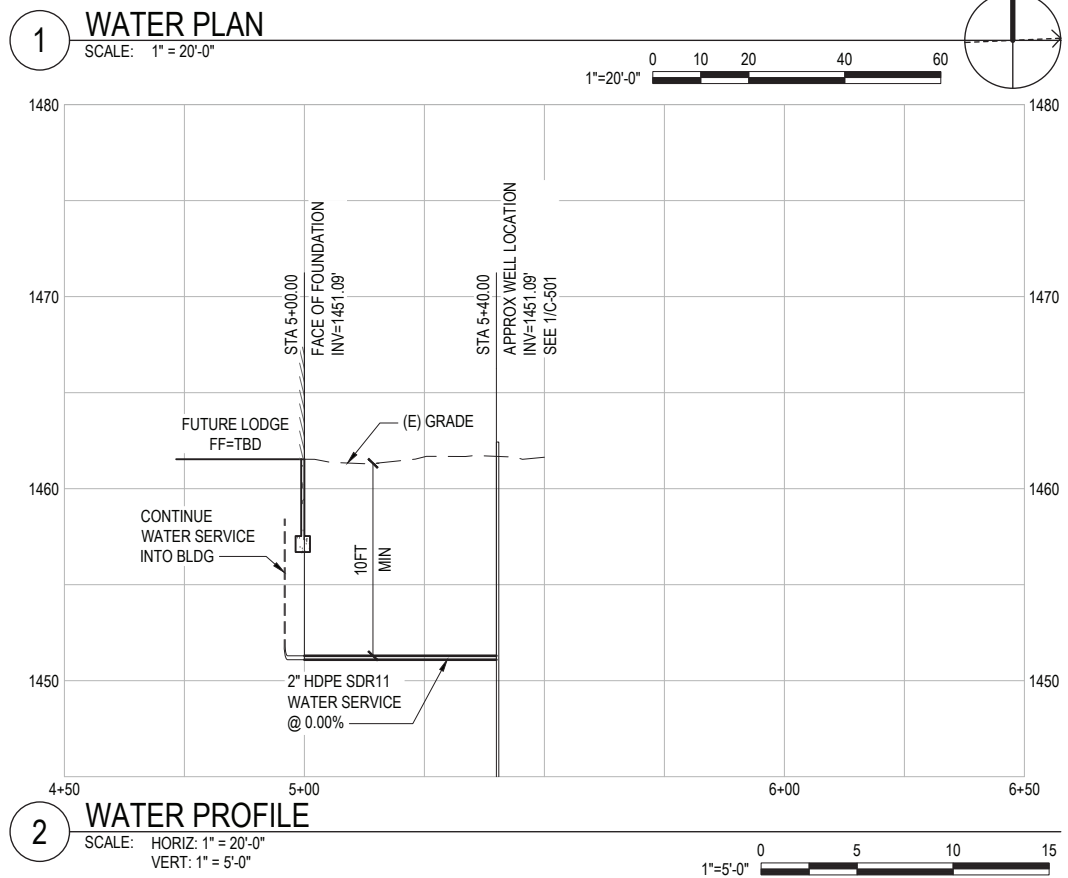 1
WATER PLAN
SCALE: 1" = 20'-0"
1"=20'-0"
0 10 20 40 60
1480 1480
1470 1470
1460 1460
1450 1450
STA 5+00.00
FACE OF FOUNDATION
INV=1451.09'
STA 5+40.00
APPROX WELL LOCATION
INV=1451.09'
SEE 1/C-501
FUTURE LODGE
FF=TBD
(E) GRADE
CONTINUE
WATER SERVICE
INTO BLDG
10FT
MIN
2" HDPE SDR11
WATER SERVICE
@ 0.00%
4+50 5+00 6+00 6+50
2
WATER PROFILE
SCALE: HORIZ: 1" = 20'-0"
VERT: 1" = 5'-0"
1"=5'-0"
0 5 10 15